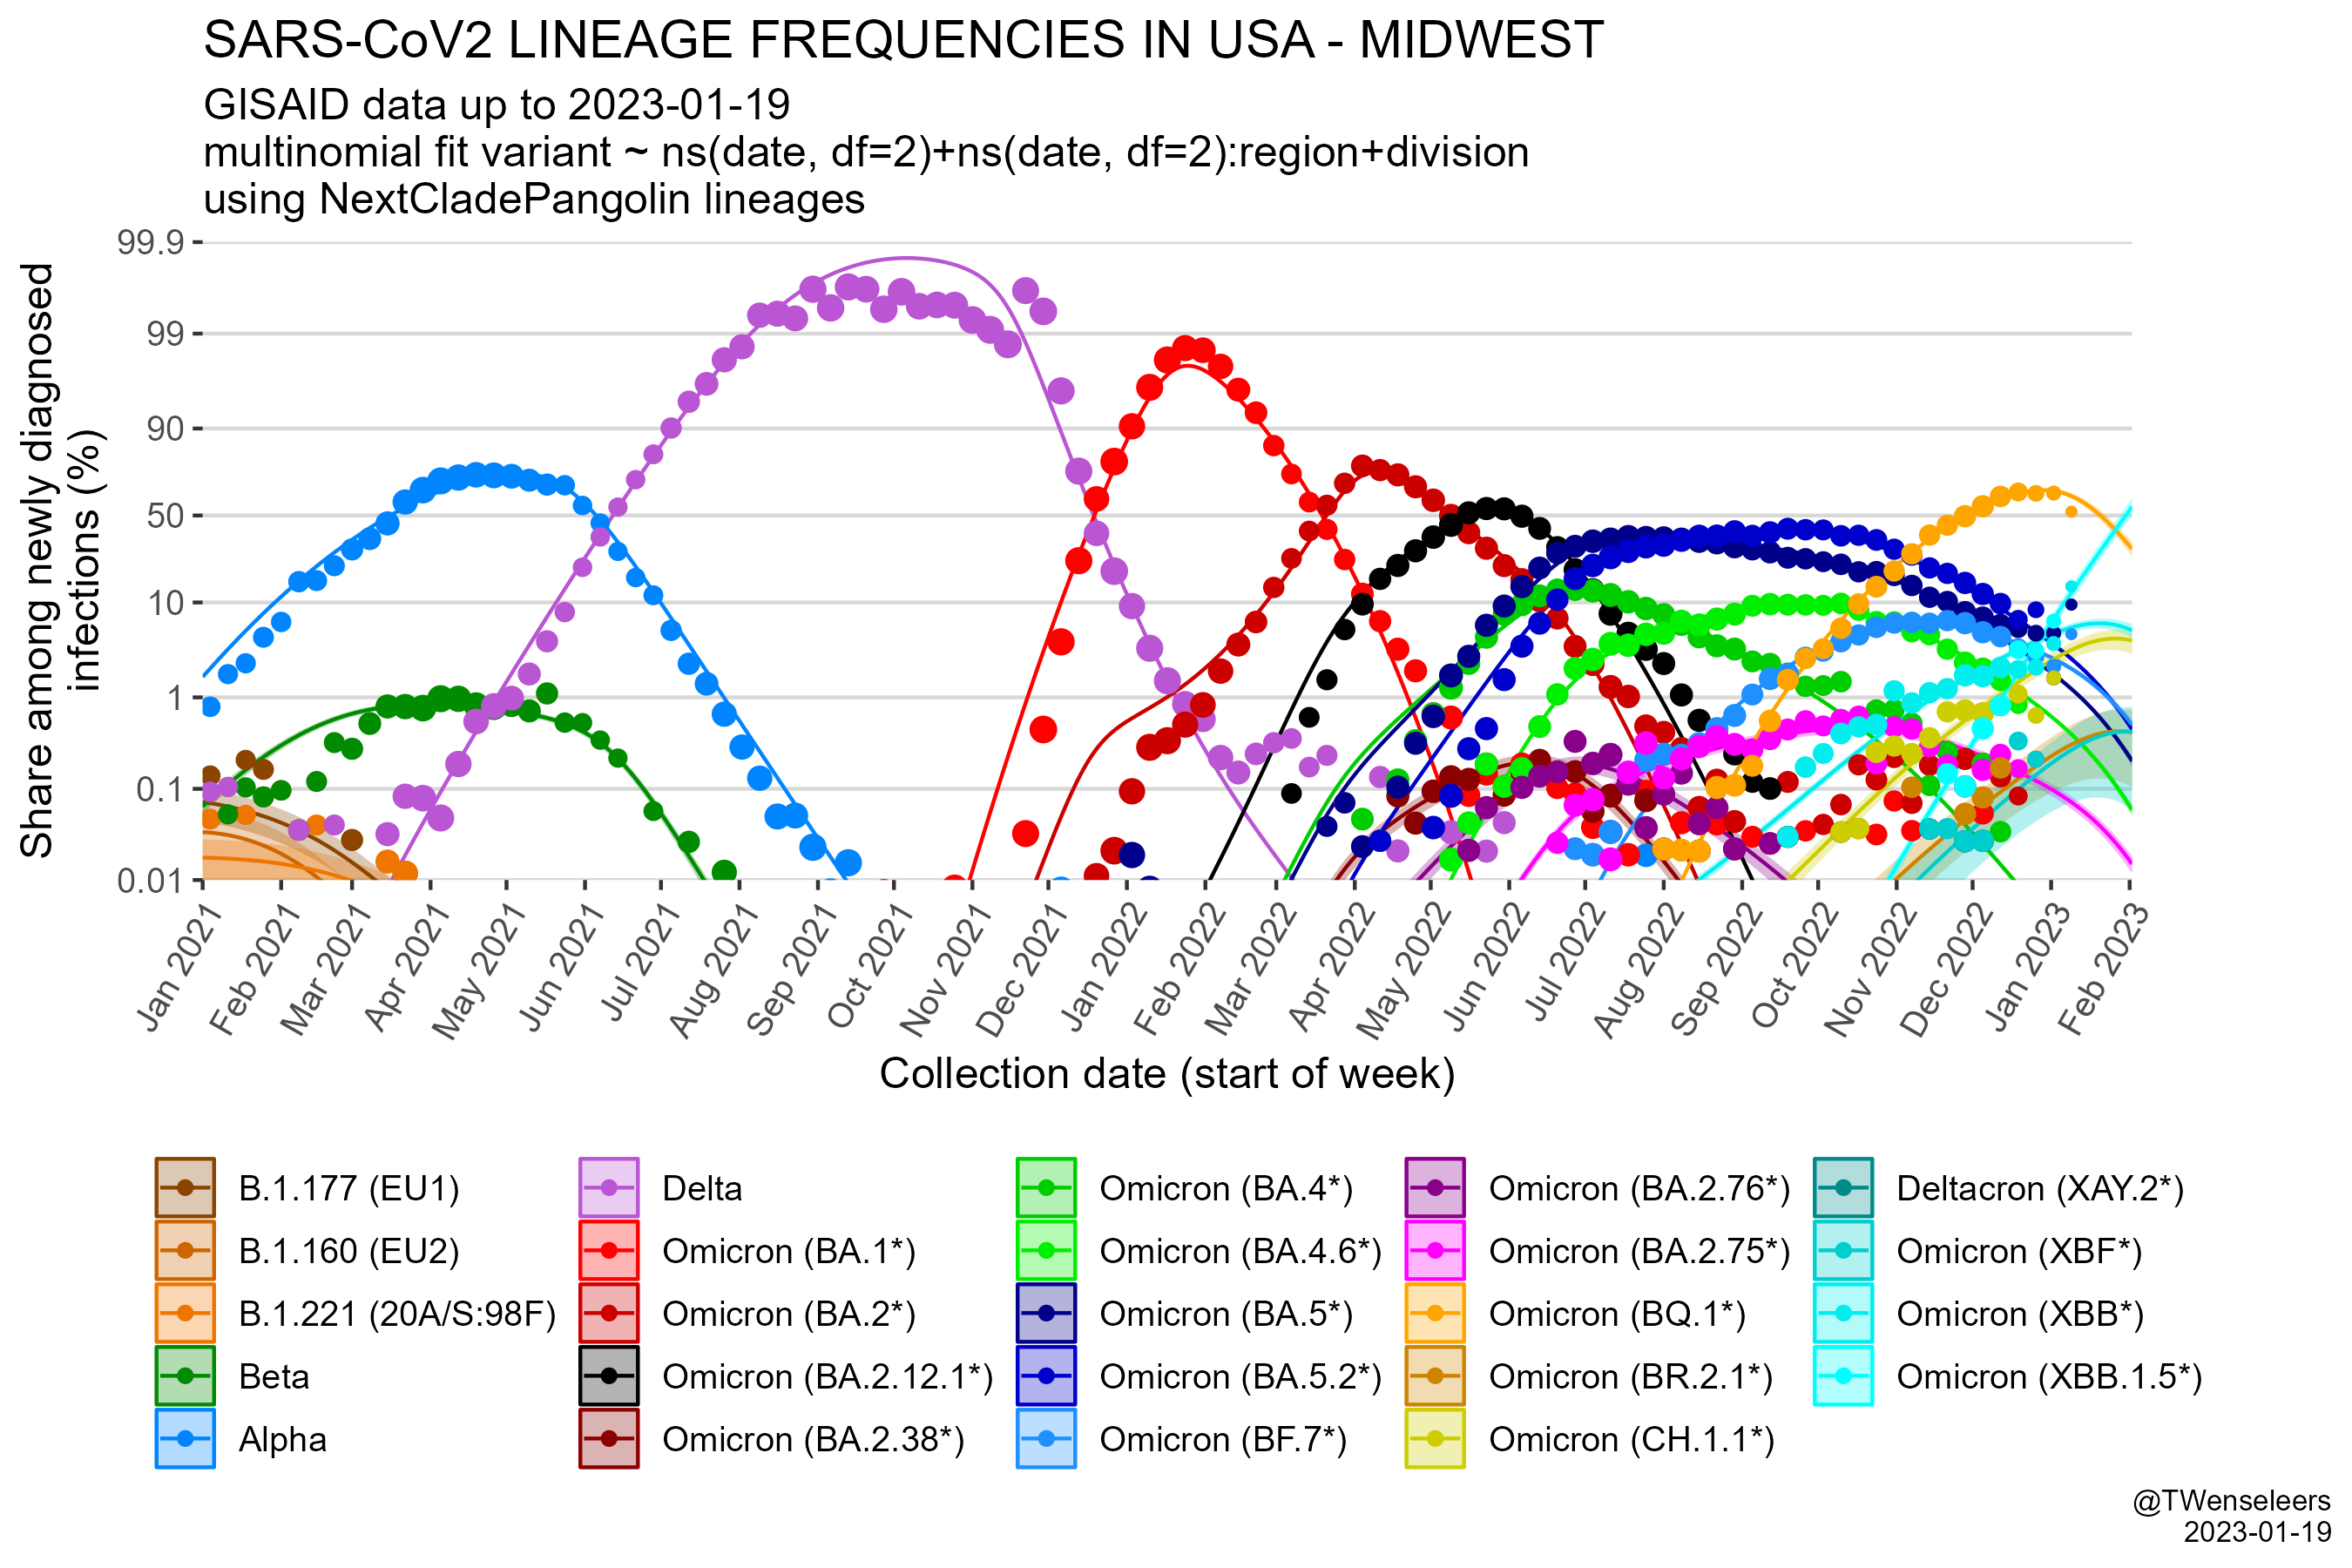 SARS-CoV2 LINEAGE FREQUENCIES IN USA - MIDWEST
GISAID data up to 2023-01-19
multinomial fit variant ~ ns(date, df=2)+ns(date, df=2):region+division
using NextCladePangolin lineages
Share among newly diagnosed
infections (%)
99.9
99
90
50
10
1
0.1
0.01
Jan 2021
Feb 2021
Mar 2021
Apr 2021
May 2021
Jun 2021
Jul 2021
Aug 2021
Sep 2021
Oct 2021
Nov 2021
Dec 2021
Jan 2022
Feb 2022
Mar 2022
Apr 2022
May 2022
Jun 2022
Jul 2022
Aug 2022
Sep 2022
Oct 2022
Nov 2022
Dec 2022
Jan 2023
Feb 2023
Collection date (start of week)
B.1.177 (EU1)
B.1.160 (EU2)
B.1.221 (20A/S:98F)
Beta
Alpha
Delta
Omicron (BA.1*)
Omicron (BA.2*)
Omicron (BA.2.12.1*)
Omicron (BA.2.38*)
Omicron (BA.4*)
Omicron (BA.4.6*)
Omicron (BA.5*)
Omicron (BA.5.2*)
Omicron (BF.7*)
Omicron (BA.2.76*)
Omicron (BA.2.75*)
Omicron (BQ.1*)
Omicron (BR.2.1*)
Omicron (CH.1.1*)
Deltacron (XAY.2*)
Omicron (XBF*)
Omicron (XBB*)
Omicron (XBB.1.5*)
@TWenseleers
2023-01-19